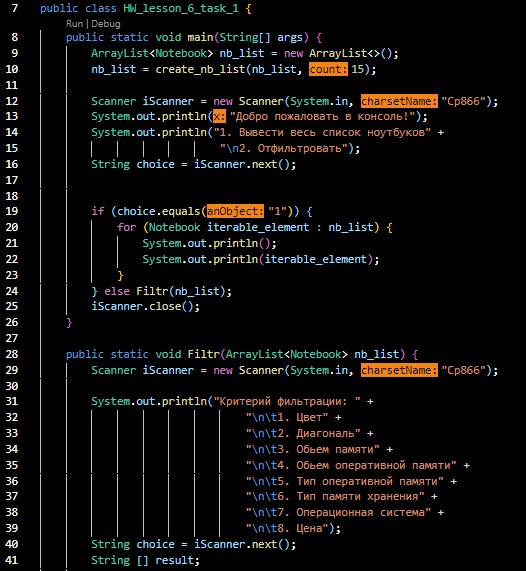 7 public class HW_lesson_6_task_1 {
Run | Debug
8 public static void main(String[] args) {
9 ArrayList<Notebook> nb_list = new ArrayList<>();
10 nb_list = create_nb_list(nb_list, count: 15);
11
12 Scanner iScanner = new Scanner(System.in, charsetName: "Cp866");
13 System.out.println(x: "Добро пожаловать в консоль!");
14 System.out.println("1. Вывести весь список ноутбуков" +
15 "\n2. Отфильтровать");
16 String choice = iScanner.next();
17
18
19 if (choice.equals(anObject: "1")) {
20 for (Notebook iterable_element : nb_list) {
21 System.out.println();
22 System.out.println(iterable_element);
23 }
24 } else Filtr(nb_list);
25 iScanner.close();
26 }
27
28 public static void Filtr(ArrayList<Notebook> nb_list) {
29 Scanner iScanner = new Scanner(System.in, charsetName: "Cp866");
30
31 System.out.println("Критерий фильтрации: " +
32 "\n\t1. Цвет" +
33 "\n\t2. Диагональ" +
34 "\n\t3. Обьем памяти" +
35 "\n\t4. Обьем оперативной памяти" +
36 "\n\t5. Тип оперативной памяти" +
37 "\n\t6. Тип памяти хранения" +
38 "\n\t7. Операционная система" +
39 "\n\t8. Цена");
40 String choice = iScanner.next();
41 String [] result;